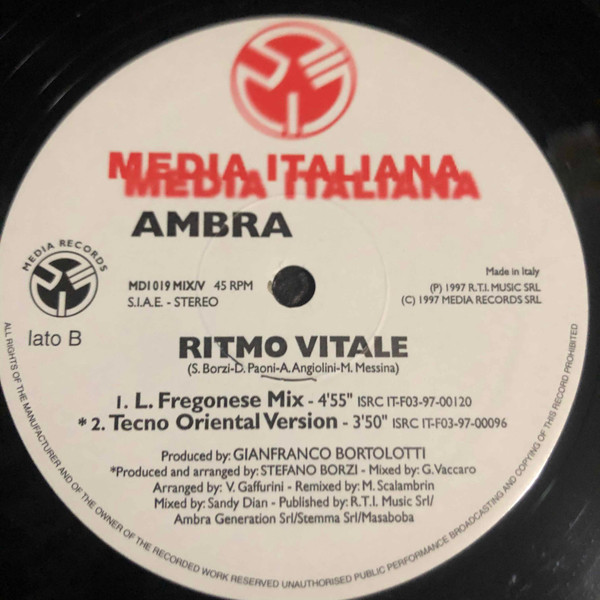 MEDIA ITALIANA
MEDIA ITALIANA
AMBRA
MEDIA RECORDS
MDI 019 MIX/V 45 RPM
S.I.A.E. - STEREO
Made in Italy
(P) 1997 R.T.I. MUSIC SRL
(C) 1997 MEDIA RECORDS SRL
lato B
RITMO VITALE
(S. Borzi-D. Paoni-A. Angiolini-M. Messina)
1. L. Fregonese Mix - 4'55" ISRC IT-F03-97-00120
* 2. Tecno Oriental Version - 3'50" ISRC IT-F03-97-00096
Produced by: GIANFRANCO BORTOLOTTI
*Produced and arranged by: STEFANO BORZI - Mixed by: G. Vaccaro
Arranged by: V. Gaffurini - Remixed by: M. Scalambrin
Mixed by: Sandy Dian - Published by: R.T.I. Music Srl/
Ambra Generation Srl/Stemma Srl/Masaboba
ALL RIGHTS OF THE MANUFACTURER AND OF THE OWNER OF THE RECORDED WORK RESERVED UNAUTHORISED PUBLIC PERFORMANCE BROADCASTING AND COPYING OF THIS RECORD PROHIBITED